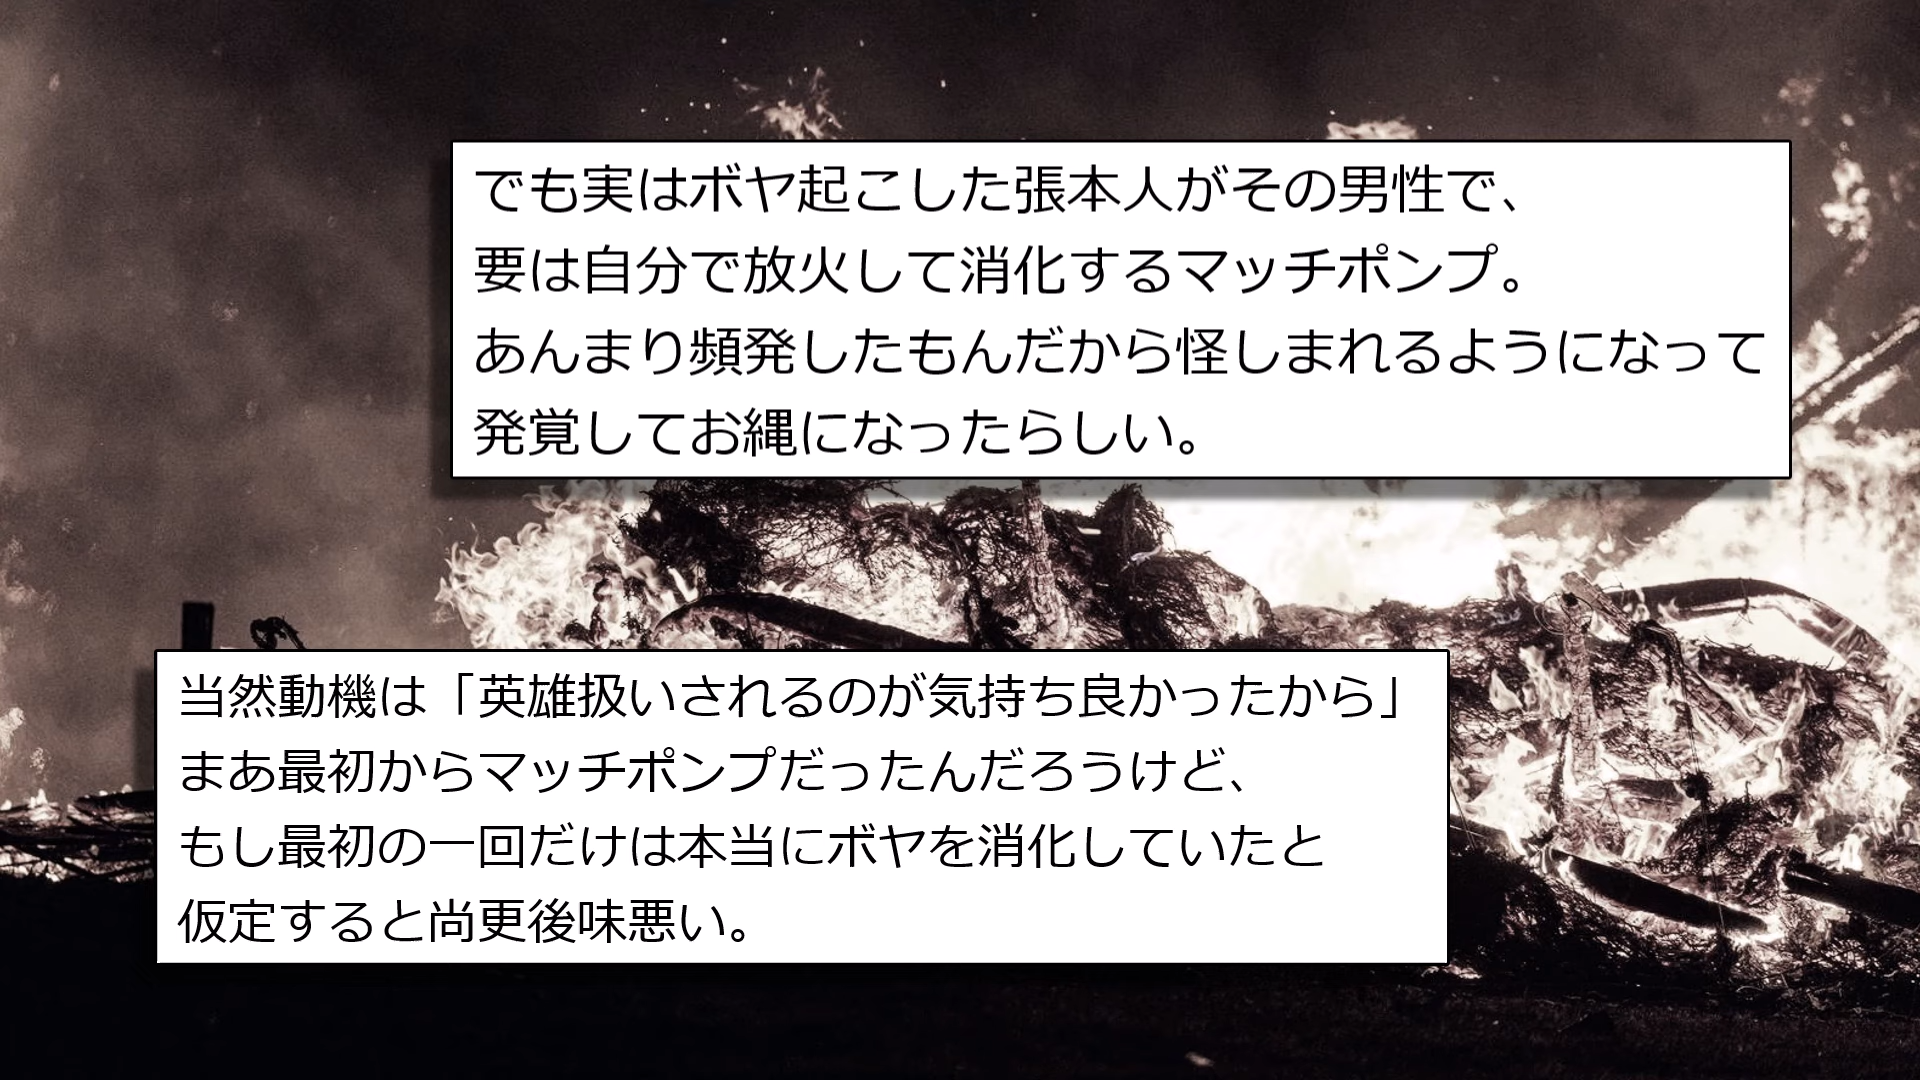 でも実はボヤ起こした張本人がその男性で、
要は自分で放火して消化するマッチポンプ。
あんまり頻発したもんだから怪しまれるようになって
発覚してお縄になったらしい。
当然動機は「英雄扱いされるのが気持ち良かったから」
まあ最初からマッチポンプだったんだろうけど、
もし最初の一回だけは本当にボヤを消化していたと
仮定すると尚更後味悪い。